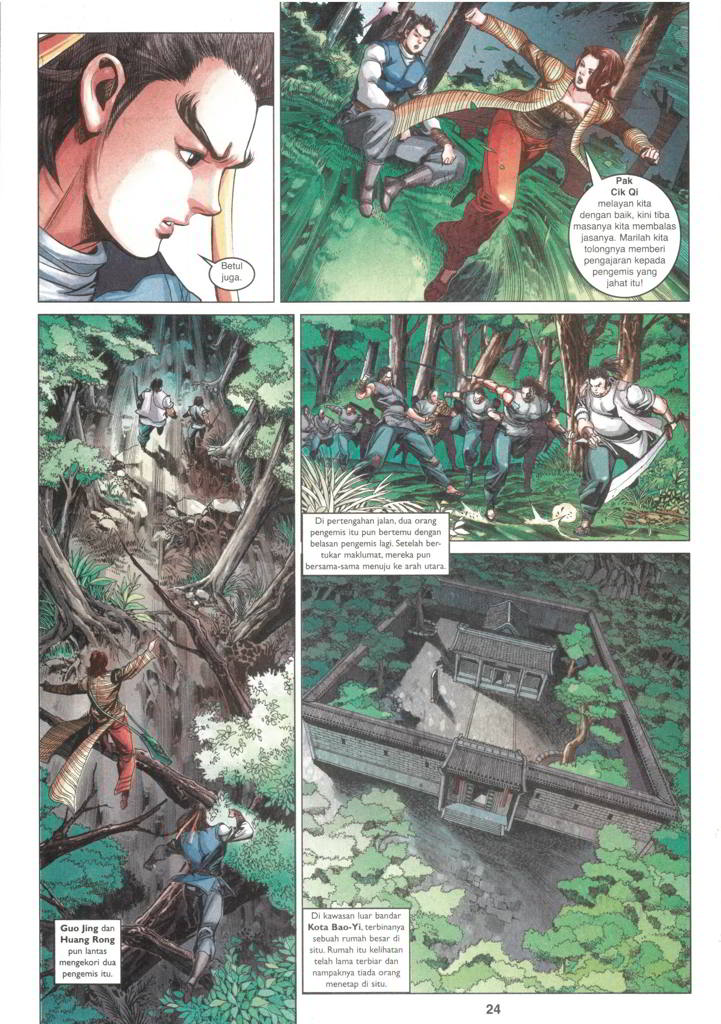 Betul
juga.
Pak
Cik Qi
melayan kita
dengan baik, kini tiba
masanya kita membalas
jasanya. Marilah kita
tolongnya memberi
pengajaran kepada
pengemis yang
jahat itu!
Guo Jing dan
Huang Rong
pun lantas
mengekori dua
pengemis itu.
Di pertengahan jalan, dua orang
pengemis itu pun bertemu dengan
belasan pengemis lagi. Setelah ber-
tukar maklumat, mereka pun
bersama-sama menuju ke arah utara.
Di kawasan luar bandar
Kota Bao-Yi, terbinanya
sebuah rumah besar di
situ. Rumah itu kelihatan
telah lama terbiar dan
nampaknya tiada orang
menetap di situ.
24